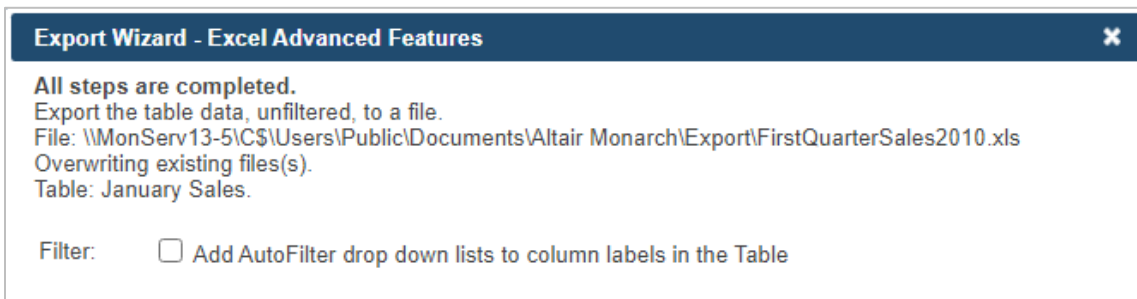 Export Wizard - Excel Advanced Features
All steps are completed.
Export the table data, unfiltered, to a file.
File: \\MonServ13-5\C$\Users\Public\Documents\Altair Monarch\Export\FirstQuarterSales2010.xls
Overwriting existing files(s).
Table: January Sales.
Filter: Add AutoFilter drop down lists to column labels in the Table